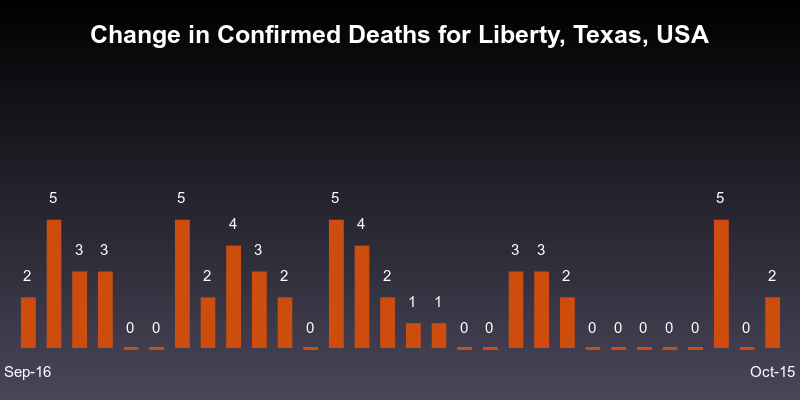 Change in Confirmed Deaths for Liberty, Texas, USA
2 5 3 3 0 0 5 2 4 3 2 0 5 4 2 1 1 0 0 3 3 2 0 0 0 0 0 5 0 2
Sep-16 Oct-15